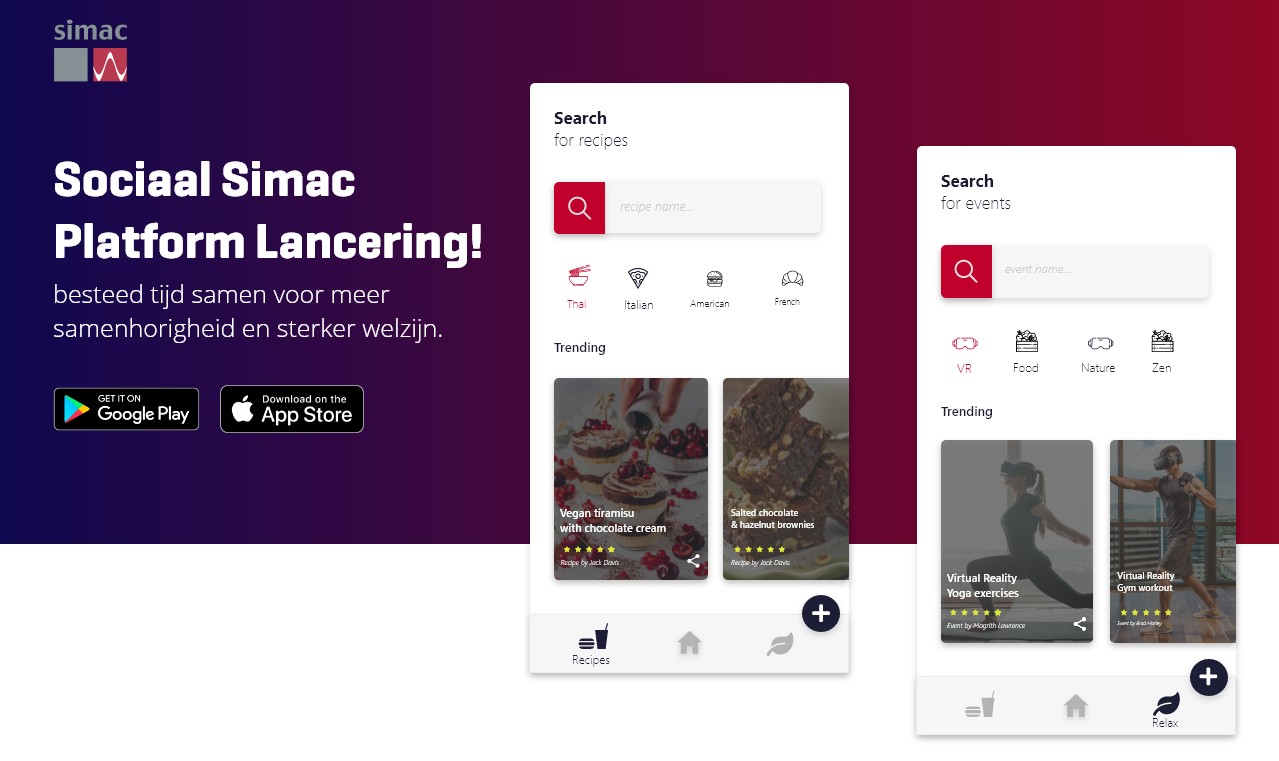 simac
Sociaal Simac
Platform Lancering!
besteed tijd samen voor meer
samenhorigheid en sterker welzijn.
GET IT ON
Google Play
Download on the
App Store
Search
for recipes
recipe name...
Thai
Italian
American
French
Trending
Vegan tiramisu
with chocolate cream
Recipe by Jack Davis
Salted chocolate
& hazelnut brownies
Recipe by Jack Davis
Recipes
Search
for events
event name...
VR
Food
Nature
Zen
Trending
Virtual Reality
Yoga exercises
Event by Magrith Lawrence
Virtual Reality
Gym workout
Event by Brad Marley
Relax